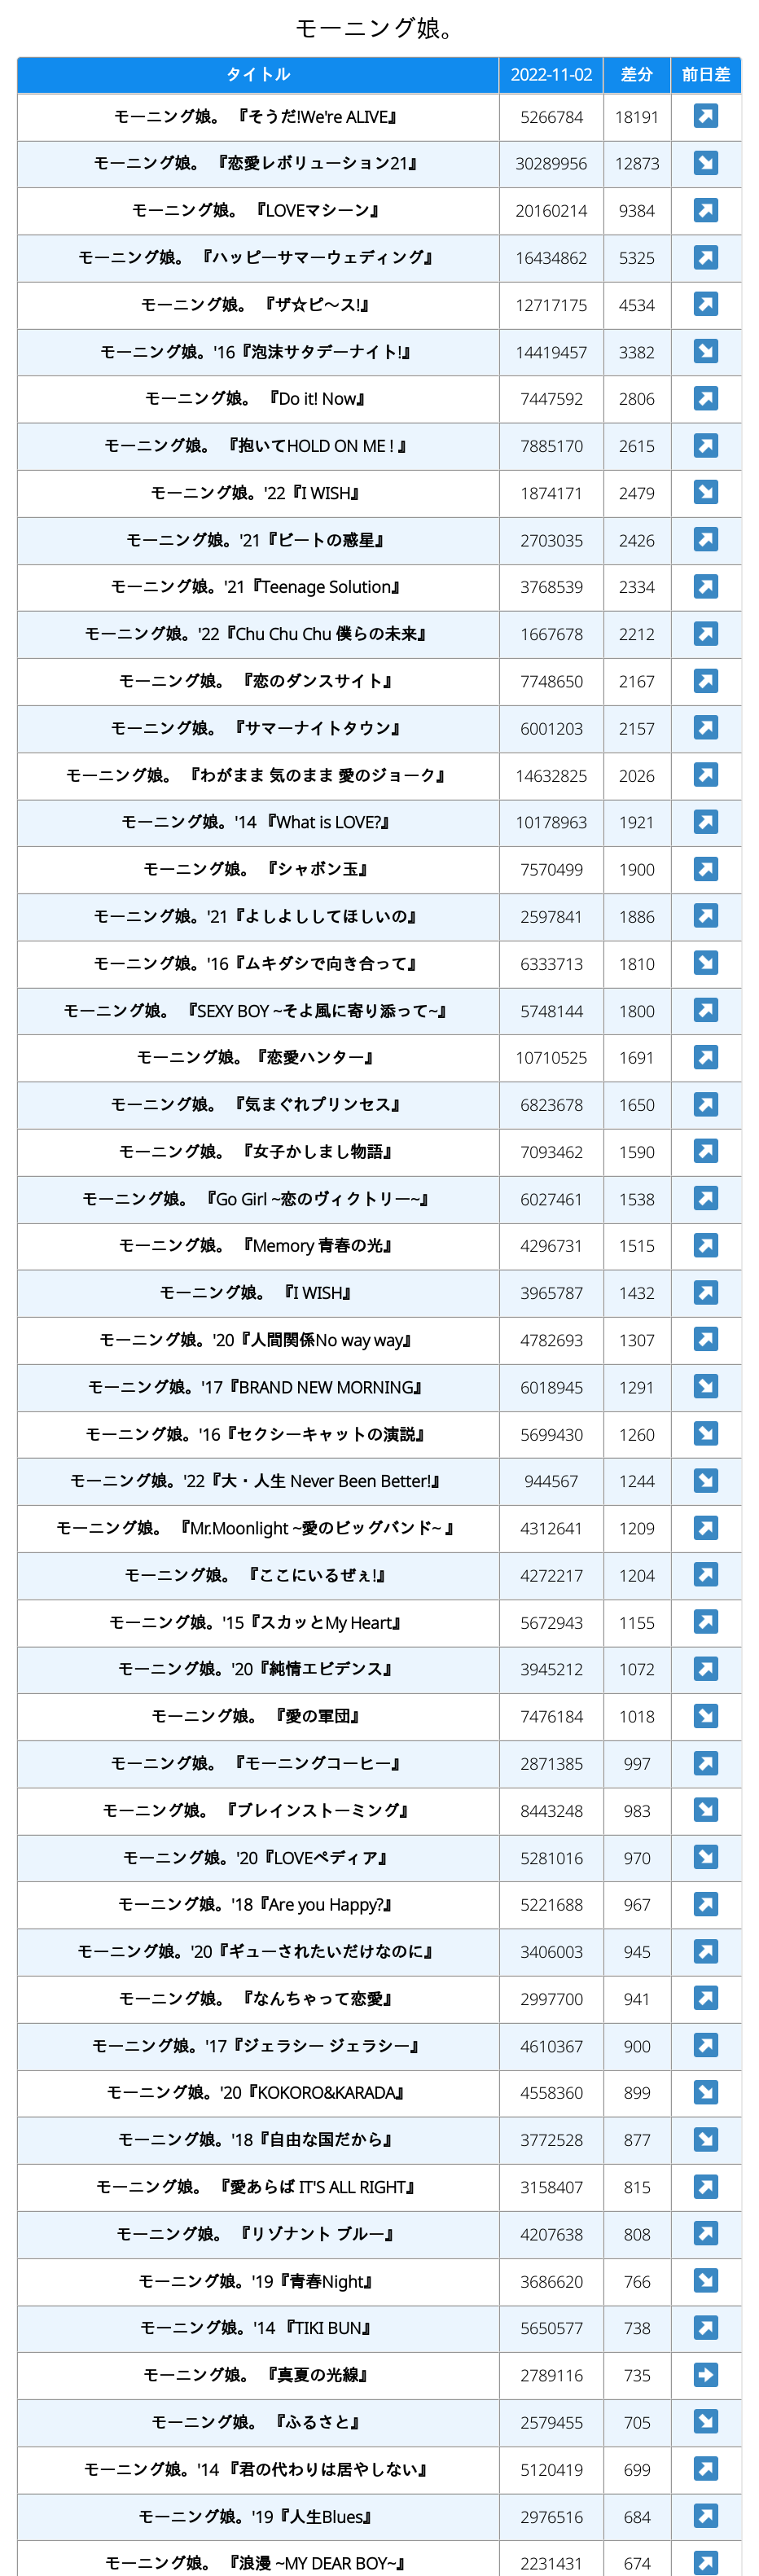 モーニング娘。
タイトル 2022-11-02 差分 前日差
モーニング娘。 『そうだ!We're ALIVE』 5266784 18191
モーニング娘。 『恋愛レボリューション21』 30289956 12873
モーニング娘。 『LOVEマシーン』 20160214 9384
モーニング娘。 『ハッピーサマーウェディング』 16434862 5325
モーニング娘。 『ザ☆ピ〜ス!』 12717175 4534
モーニング娘。'16『泡沫サタデーナイト!』 14419457 3382
モーニング娘。 『Do it! Now』 7447592 2806
モーニング娘。 『抱いてHOLD ON ME ! 』 7885170 2615
モーニング娘。'22『I WISH』 1874171 2479
モーニング娘。'21『ビートの惑星』 2703035 2426
モーニング娘。'21『Teenage Solution』 3768539 2334
モーニング娘。'22『Chu Chu Chu 僕らの未来』 1667678 2212
モーニング娘。 『恋のダンスサイト』 7748650 2167
モーニング娘。 『サマーナイトタウン』 6001203 2157
モーニング娘。 『わがまま 気のまま 愛のジョーク』 14632825 2026
モーニング娘。'14 『What is LOVE?』 10178963 1921
モーニング娘。 『シャボン玉』 7570499 1900
モーニング娘。'21『よしよししてほしいの』 2597841 1886
モーニング娘。'16『ムキダシで向き合って』 6333713 1810
モーニング娘。 『SEXY BOY ~そよ風に寄り添って~』 5748144 1800
モーニング娘。『恋愛ハンター』 10710525 1691
モーニング娘。 『気まぐれプリンセス』 6823678 1650
モーニング娘。 『女子かしまし物語』 7093462 1590
モーニング娘。 『Go Girl ~恋のヴィクトリー~』 6027461 1538
モーニング娘。 『Memory 青春の光』 4296731 1515
モーニング娘。 『I WISH』 3965787 1432
モーニング娘。'20『人間関係No way way』 4782693 1307
モーニング娘。'17『BRAND NEW MORNING』 6018945 1291
モーニング娘。'16『セクシーキャットの演説』 5699430 1260
モーニング娘。'22『大・人生 Never Been Better!』 944567 1244
モーニング娘。 『Mr.Moonlight ~愛のビッグバンド~ 』 4312641 1209
モーニング娘。 『ここにいるぜぇ!』 4272217 1204
モーニング娘。'15『スカッとMy Heart』 5672943 1155
モーニング娘。'20『純情エビデンス』 3945212 1072
モーニング娘。 『愛の軍団』 7476184 1018
モーニング娘。 『モーニングコーヒー』 2871385 997
モーニング娘。 『ブレインストーミング』 8443248 983
モーニング娘。'20『LOVEペディア』 5281016 970
モーニング娘。'18『Are you Happy?』 5221688 967
モーニング娘。'20『ギューされたいだけなのに』 3406003 945
モーニング娘。 『なんちゃって恋愛』 2997700 941
モーニング娘。'17『ジェラシー ジェラシー』 4610367 900
モーニング娘。'20『KOKORO&KARADA』 4558360 899
モーニング娘。'18『自由な国だから』 3772528 877
モーニング娘。 『愛あらば IT'S ALL RIGHT』 3158407 815
モーニング娘。 『リゾナント ブルー』 4207638 808
モーニング娘。'19『青春Night』 3686620 766
モーニング娘。'14 『TIKI BUN』 5650577 738
モーニング娘。 『真夏の光線』 2789116 735
モーニング娘。 『ふるさと』 2579455 705
モーニング娘。'14 『君の代わりは居やしない』 5120419 699
モーニング娘。'19『人生Blues』 2976516 684
モーニング娘。 『浪漫 ~MY DEAR BOY~』 2231431 674